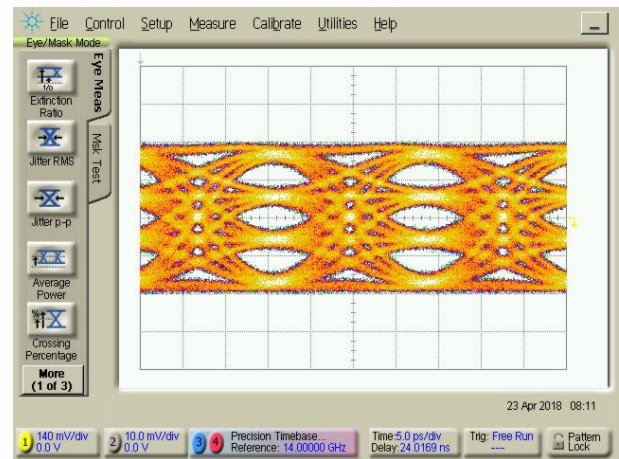 File Control Setup Measure Calibrate Utilities Help
Eye/Mask Mode
Extinction
Ratio
Jitter RMS
Jitter p-p
Average
Power
Crossing
Percentage
More
(1 of 3)
Eye Meas
Msk Test
23 Apr 2018 08:11
1 140 mV/div
0.0 V
2 10.0 mV/div
0.0 V
3 4 Precision Timebase...
Reference: 14.00000 GHz
Time:5.0 ps/div
Delay:24.0169 ns
Trig: Free Run
---
Pattern
Lock